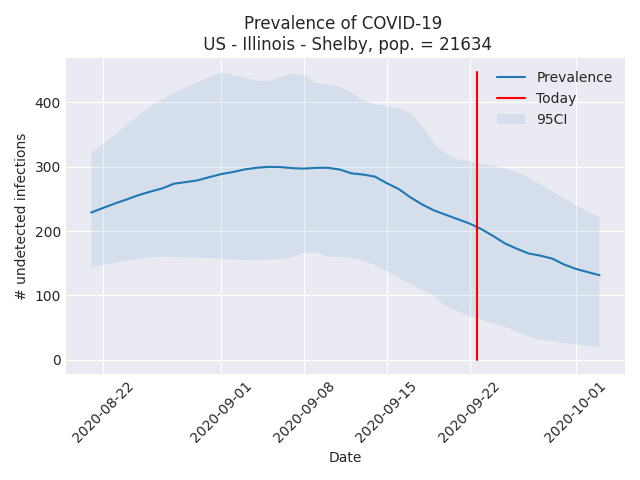 Prevalence of COVID-19
US - Illinois - Shelby, pop. = 21634
Prevalence
Today
95CI
# undetected infections
400
300
200
100
0
2020-08-22
2020-09-01
2020-09-08
2020-09-15
2020-09-22
2020-10-01
Date